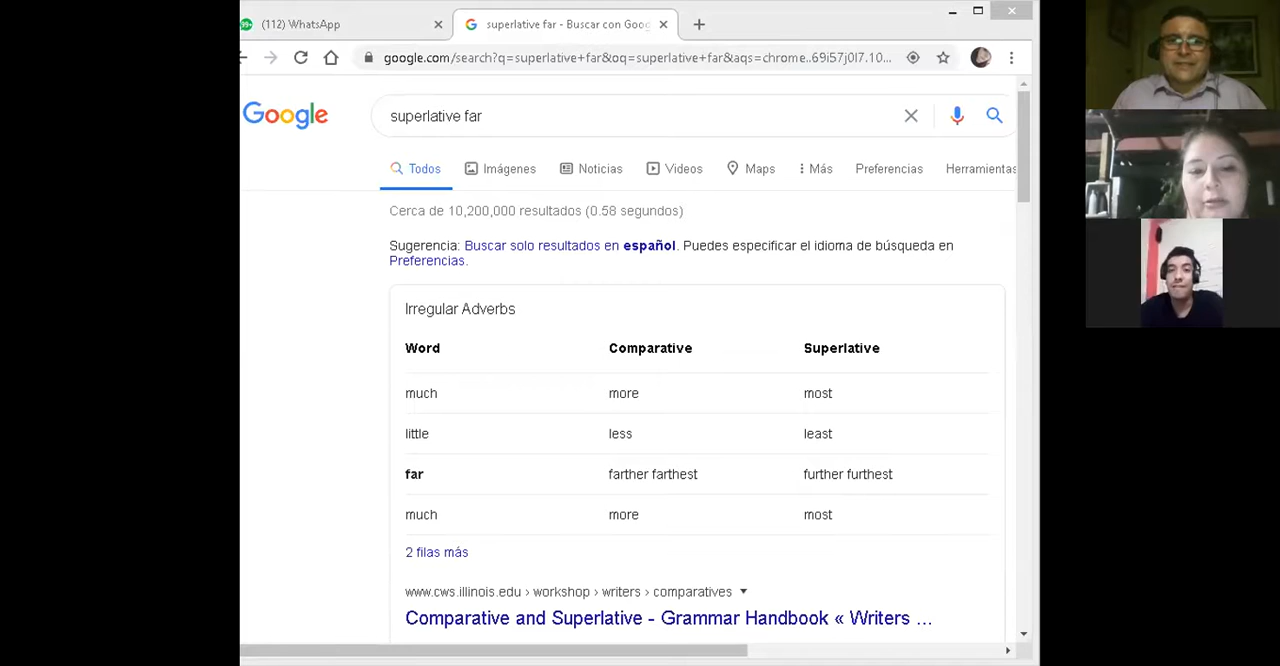 99+ (112) WhatsApp
superlative far - Buscar con Goog
google.com/search?q=superlative+far&oq=superlative+far&aqs=chrome..69i57j0l7.10...
Google
superlative far
Todos Imágenes Noticias Videos Maps Más Preferencias Herramientas
Cerca de 10,200,000 resultados (0.58 segundos)
Sugerencia: Buscar solo resultados en español. Puedes especificar el idioma de búsqueda en
Preferencias.
Irregular Adverbs
Word Comparative Superlative
much more most
little less least
far farther farthest further furthest
much more most
2 filas más
www.cws.illinois.edu › workshop › writers › comparatives
Comparative and Superlative - Grammar Handbook « Writers ...